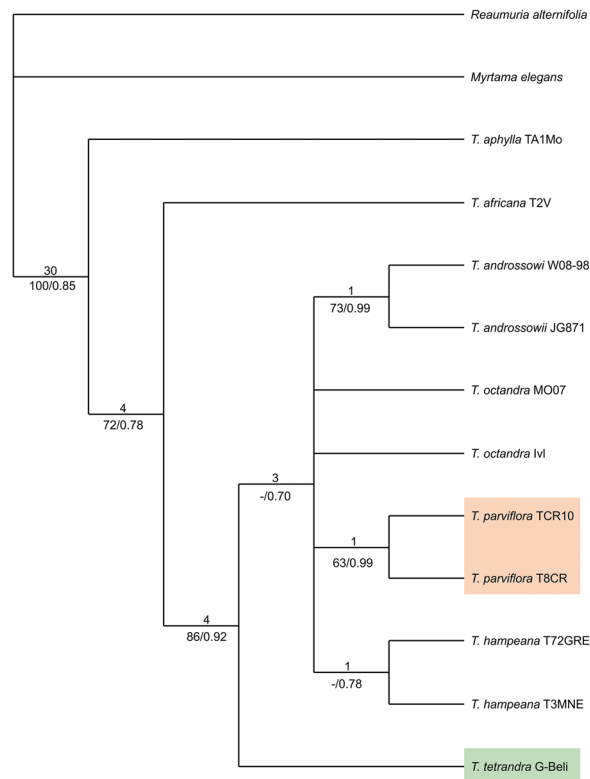 Reaumuria alternifolia
Myrtama elegans
T. aphylla TA1Mo
T. africana T2V
T. androssowi W08-98
30
100/0.85
1
73/0.99
T. androssowii JG871
T. octandra MO07
4
72/0.78
T. octandra Ivl
3
-/0.70
T. parviflora TCR10
1
63/0.99
T. parviflora T8CR
4
86/0.92
T. hampeana T72GRE
1
-/0.78
T. hampeana T3MNE
T. tetrandra G-Beli